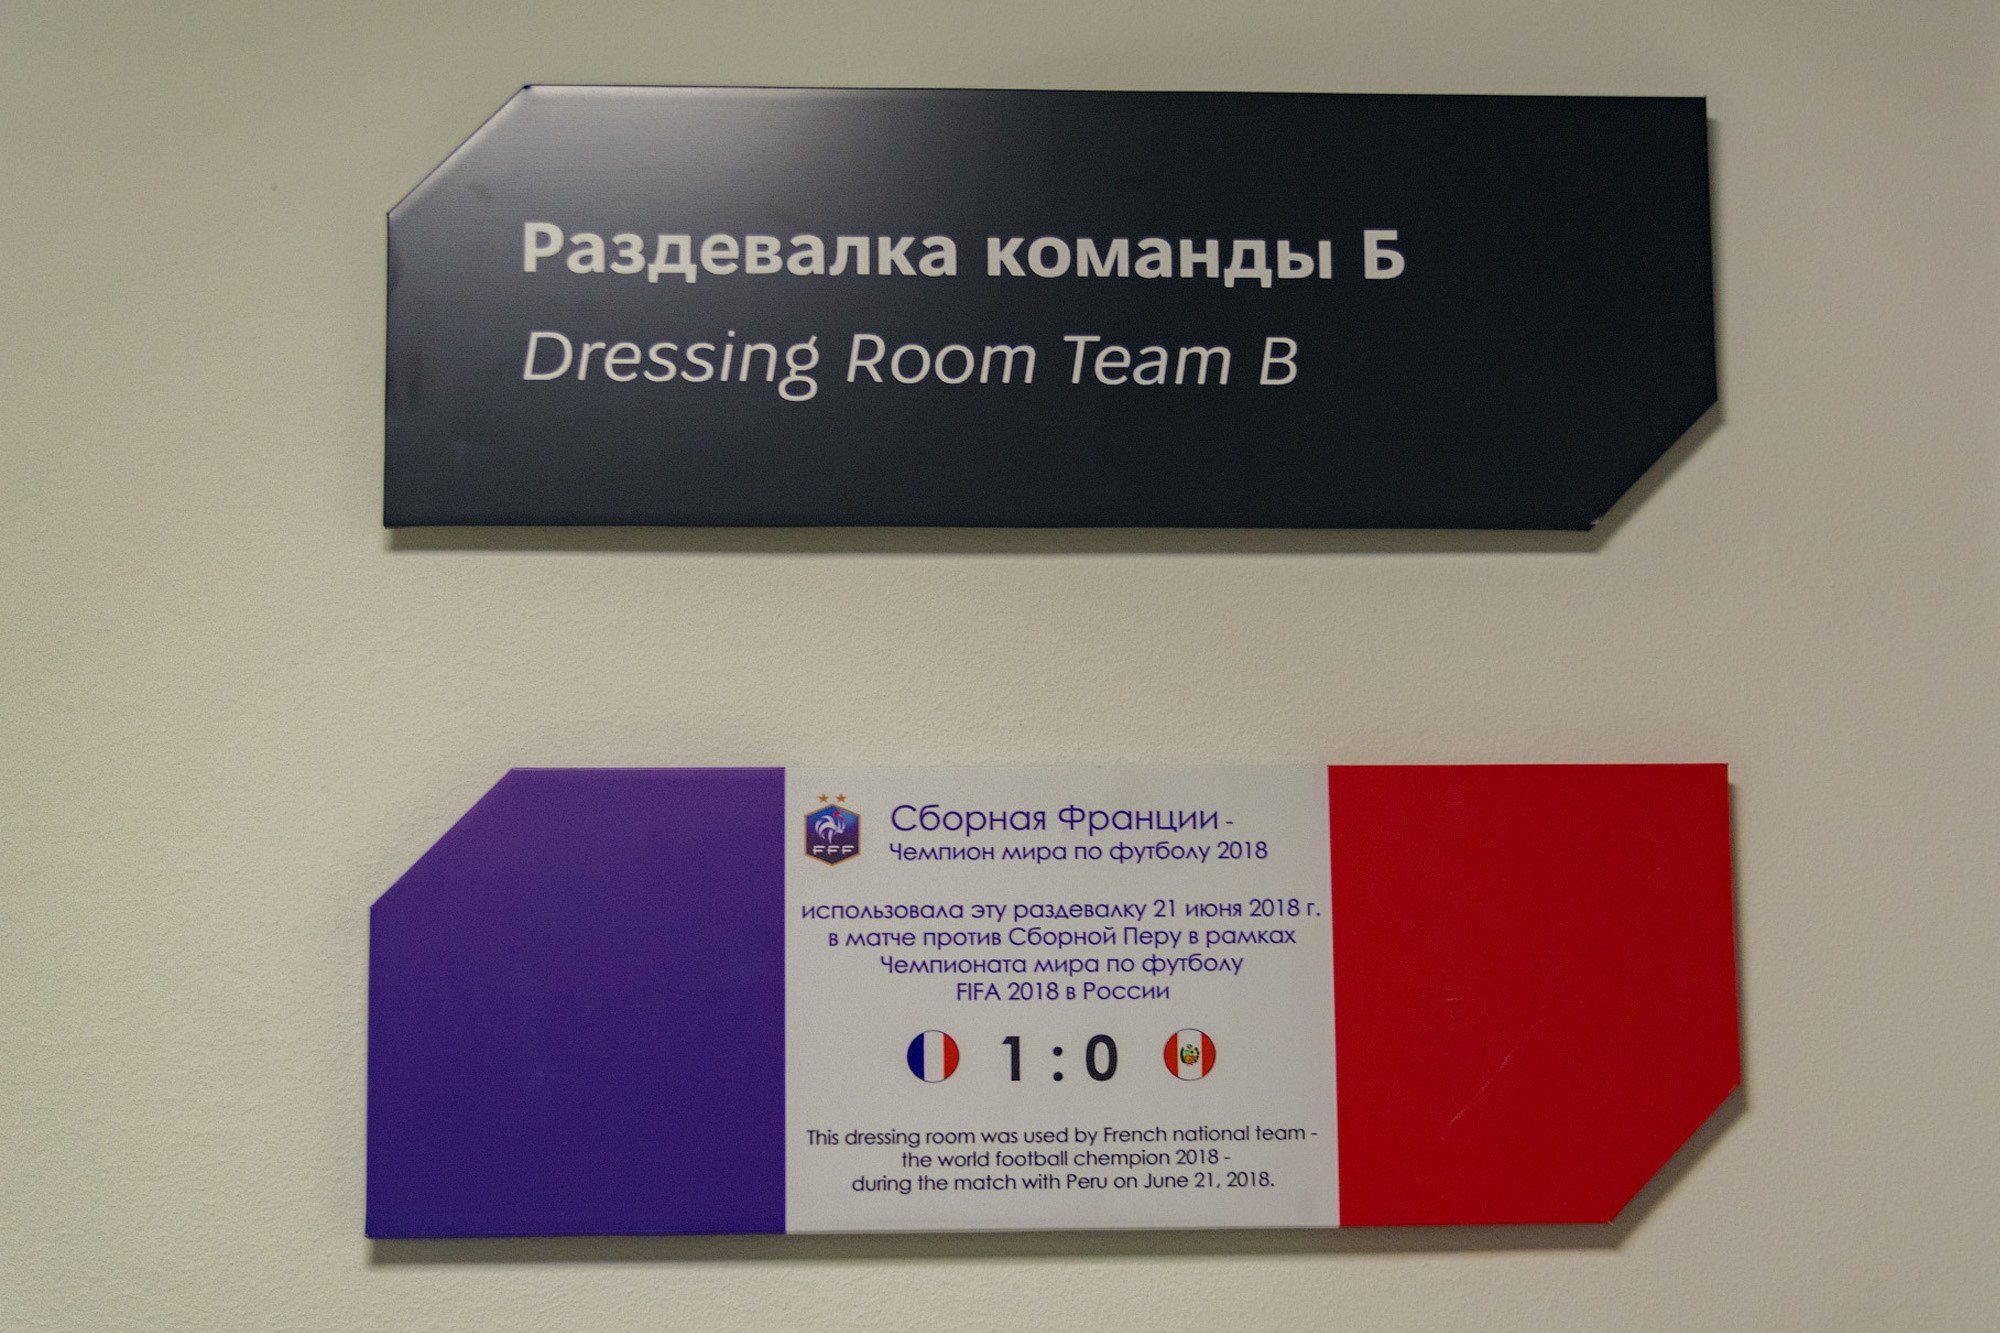 Раздевалка команды Б
Dressing Room Team B
FFF
Сборная Франции -
Чемпион мира по футболу 2018
использовала эту раздевалку 21 июня 2018 г.
в матче против Сборной Перу в рамках
Чемпионата мира по футболу
FIFA 2018 в России
1 : 0
This dressing room was used by French national team -
the world football chempion 2018 -
during the match with Peru on June 21, 2018.